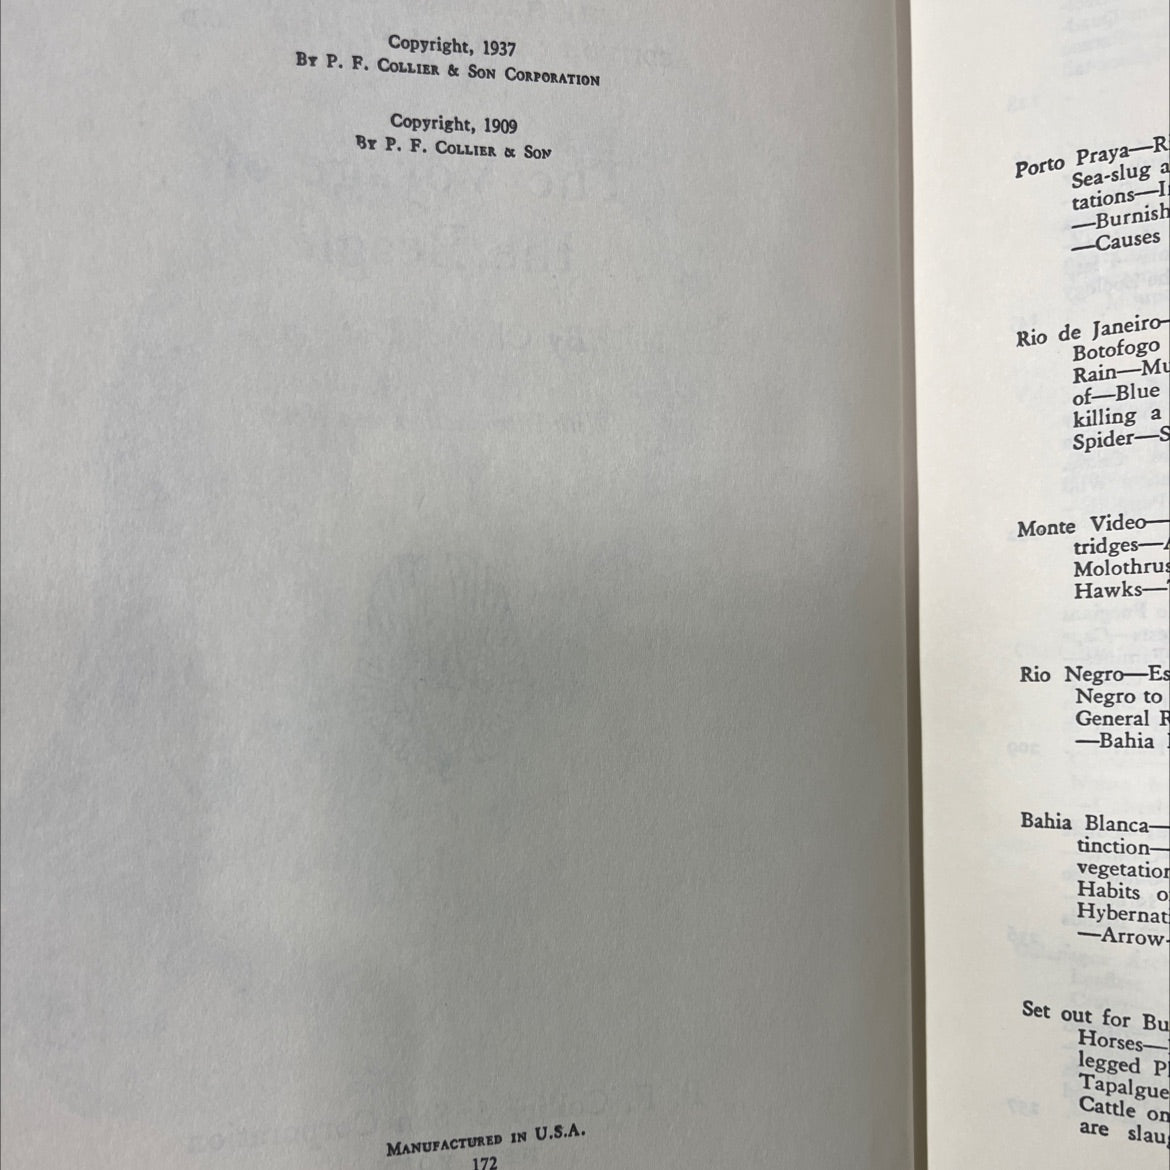 Copyright, 1937
By P. F. Collier & Son Corporation
Copyright, 1909
By P. F. Collier & Son
Manufactured in U.S.A.
172
Porto Praya—R
Sea-slug a
tations—I
—Burnish
—Causes
Rio de Janeiro—
Botofogo
Rain—Mu
of—Blue
killing a
Spider—S
Monte Video—
tridges—A
Molothrus
Hawks—
Rio Negro—Es
Negro to
General R
—Bahia
Bahia Blanca—
tinction—
vegetation
Habits o
Hybernat
—Arrow-
Set out for Bu
Horses—
legged Pl
Tapalgue
Cattle on
are slaug